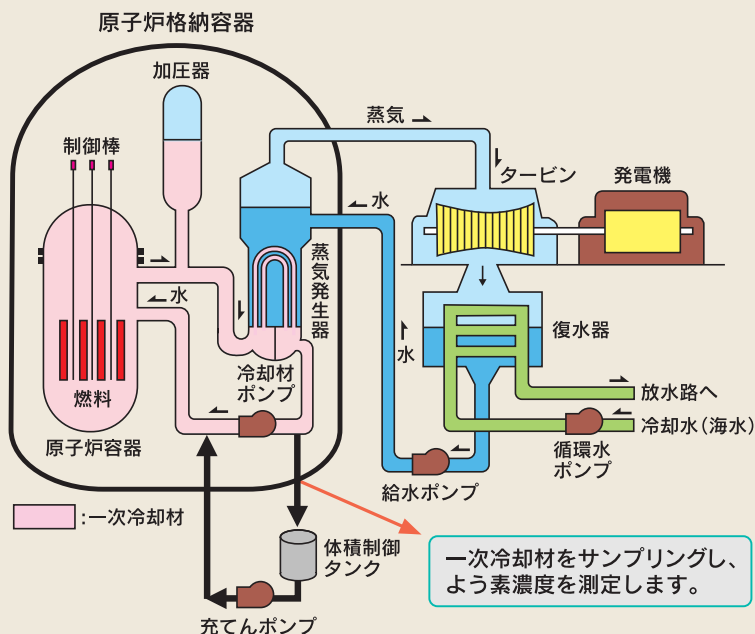 原子炉格納容器
加圧器
制御棒
蒸気
タービン
発電機
水
蒸気発生器
水
水
復水器
冷却材
ポンプ
燃料
原子炉容器
放水路へ
冷却水(海水)
循環水
ポンプ
給水ポンプ
:一次冷却材
体積制御
タンク
充てんポンプ
一次冷却材をサンプリングし、
よう素濃度を測定します。